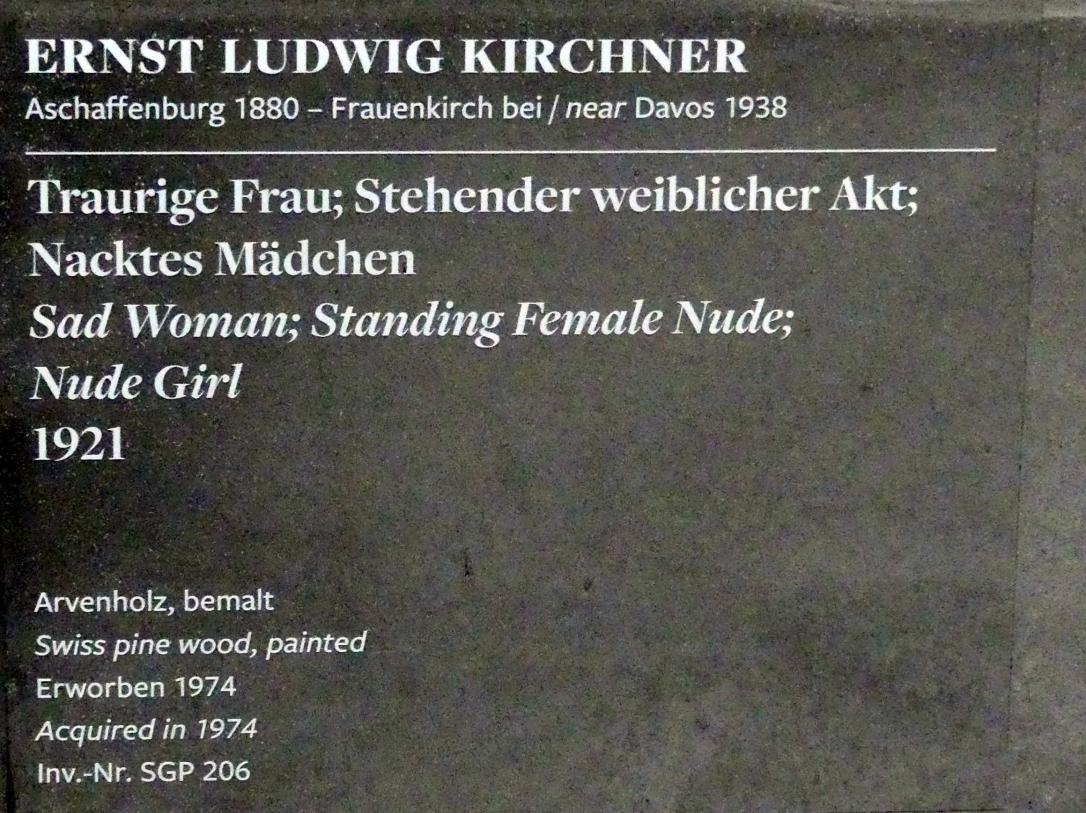 ERNST LUDWIG KIRCHNER
Aschaffenburg 1880 – Frauenkirch bei / near Davos 1938
Traurige Frau; Stehender weiblicher Akt;
Nacktes Mädchen
Sad Woman; Standing Female Nude;
Nude Girl
1921
Arvenholz, bemalt
Swiss pine wood, painted
Erworben 1974
Acquired in 1974
Inv.-Nr. SGP 206